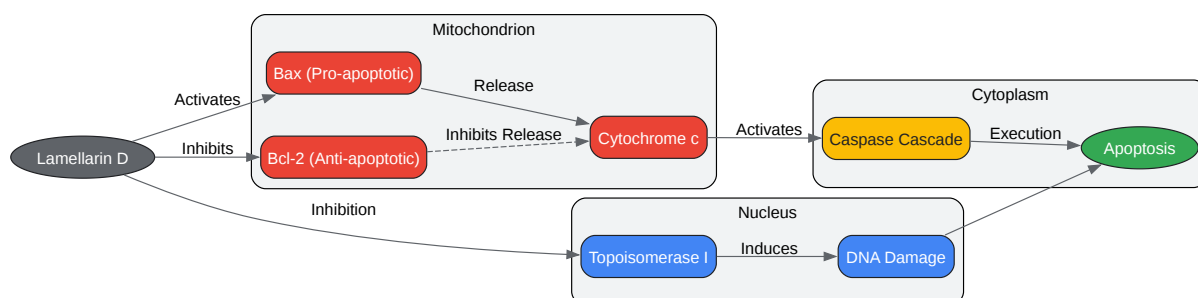 Mitochondrion
Bax (Pro-apoptotic)
Release
Activates
Inhibits Release
Cytochrome c
Lamellarin D
Inhibits
Bcl-2 (Anti-apoptotic)
Activates
Cytoplasm
Caspase Cascade
Execution
Apoptosis
Inhibition
Nucleus
Topoisomerase I
Induces
DNA Damage